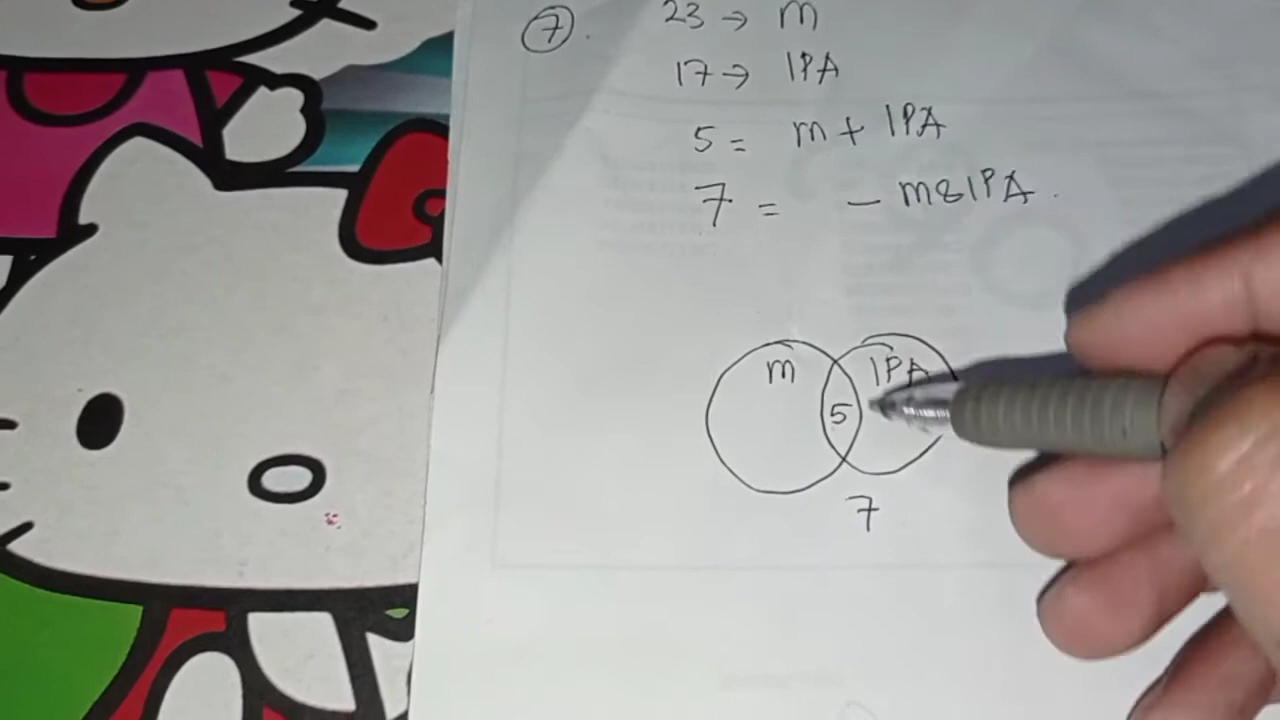 7. 23 → m
17 → IPA
5 = m + IPA
7 = - m & IPA.
m IPA
5
7